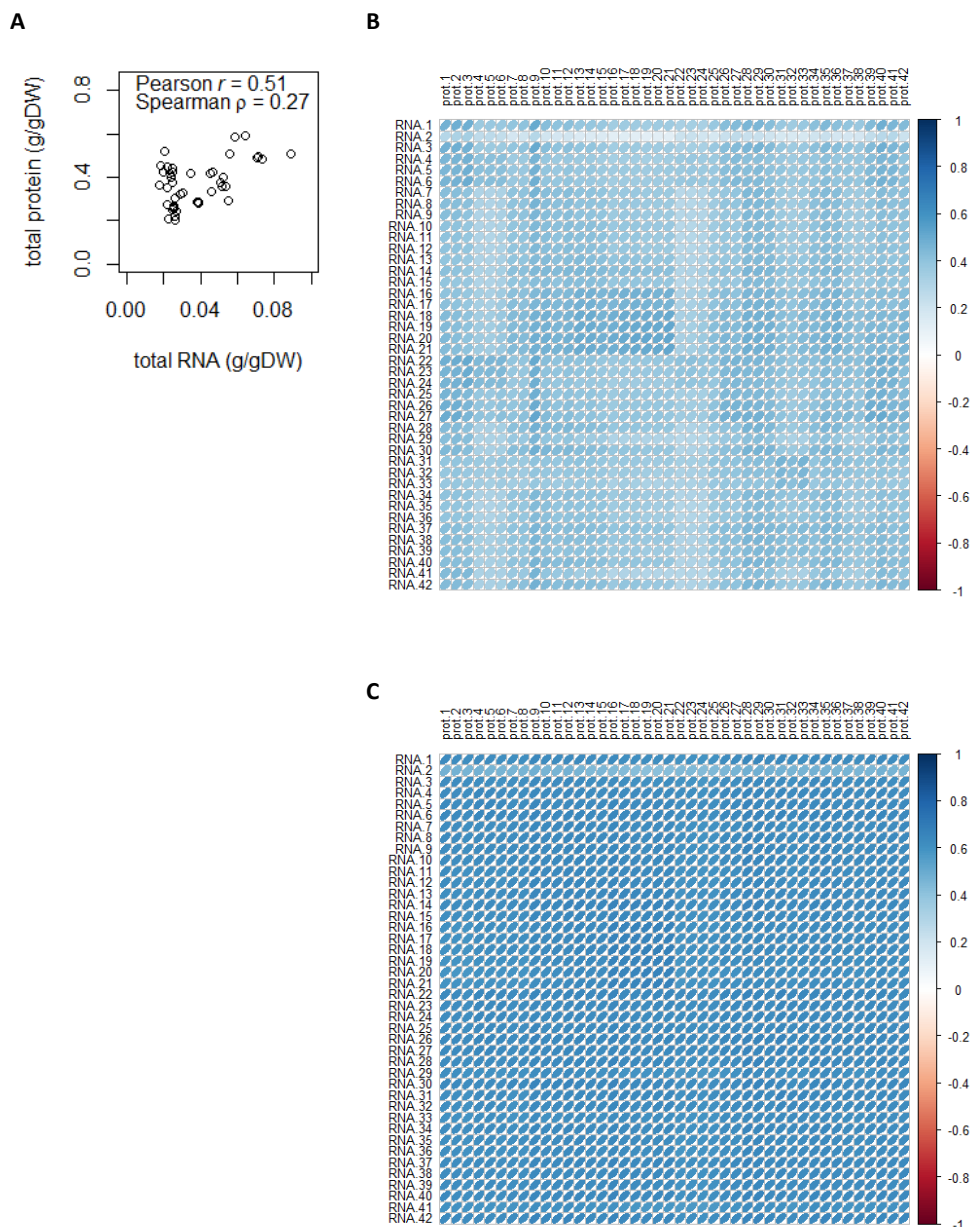 A
Pearson r = 0.51
Spearman ρ = 0.27
total protein (g/gDW)
0.8
0.4
0.0
0.00 0.04 0.08
total RNA (g/gDW)
B
prot.1 prot.2 prot.3 prot.4 prot.5 prot.6 prot.7 prot.8 prot.9 prot.10 prot.11 prot.12 prot.13 prot.14 prot.15 prot.16 prot.17 prot.18 prot.19 prot.20 prot.21 prot.22 prot.23 prot.24 prot.25 prot.26 prot.27 prot.28 prot.29 prot.30 prot.31 prot.32 prot.33 prot.34 prot.35 prot.36 prot.37 prot.38 prot.39 prot.40 prot.41 prot.42
RNA.1
RNA.2
RNA.3
RNA.4
RNA.5
RNA.6
RNA.7
RNA.8
RNA.9
RNA.10
RNA.11
RNA.12
RNA.13
RNA.14
RNA.15
RNA.16
RNA.17
RNA.18
RNA.19
RNA.20
RNA.21
RNA.22
RNA.23
RNA.24
RNA.25
RNA.26
RNA.27
RNA.28
RNA.29
RNA.30
RNA.31
RNA.32
RNA.33
RNA.34
RNA.35
RNA.36
RNA.37
RNA.38
RNA.39
RNA.40
RNA.41
RNA.42
1
0.8
0.6
0.4
0.2
0
-0.2
-0.4
-0.6
-0.8
-1
C
prot.1 prot.2 prot.3 prot.4 prot.5 prot.6 prot.7 prot.8 prot.9 prot.10 prot.11 prot.12 prot.13 prot.14 prot.15 prot.16 prot.17 prot.18 prot.19 prot.20 prot.21 prot.22 prot.23 prot.24 prot.25 prot.26 prot.27 prot.28 prot.29 prot.30 prot.31 prot.32 prot.33 prot.34 prot.35 prot.36 prot.37 prot.38 prot.39 prot.40 prot.41 prot.42
RNA.1
RNA.2
RNA.3
RNA.4
RNA.5
RNA.6
RNA.7
RNA.8
RNA.9
RNA.10
RNA.11
RNA.12
RNA.13
RNA.14
RNA.15
RNA.16
RNA.17
RNA.18
RNA.19
RNA.20
RNA.21
RNA.22
RNA.23
RNA.24
RNA.25
RNA.26
RNA.27
RNA.28
RNA.29
RNA.30
RNA.31
RNA.32
RNA.33
RNA.34
RNA.35
RNA.36
RNA.37
RNA.38
RNA.39
RNA.40
RNA.41
RNA.42
1
0.8
0.6
0.4
0.2
0
-0.2
-0.4
-0.6
-0.8
-1